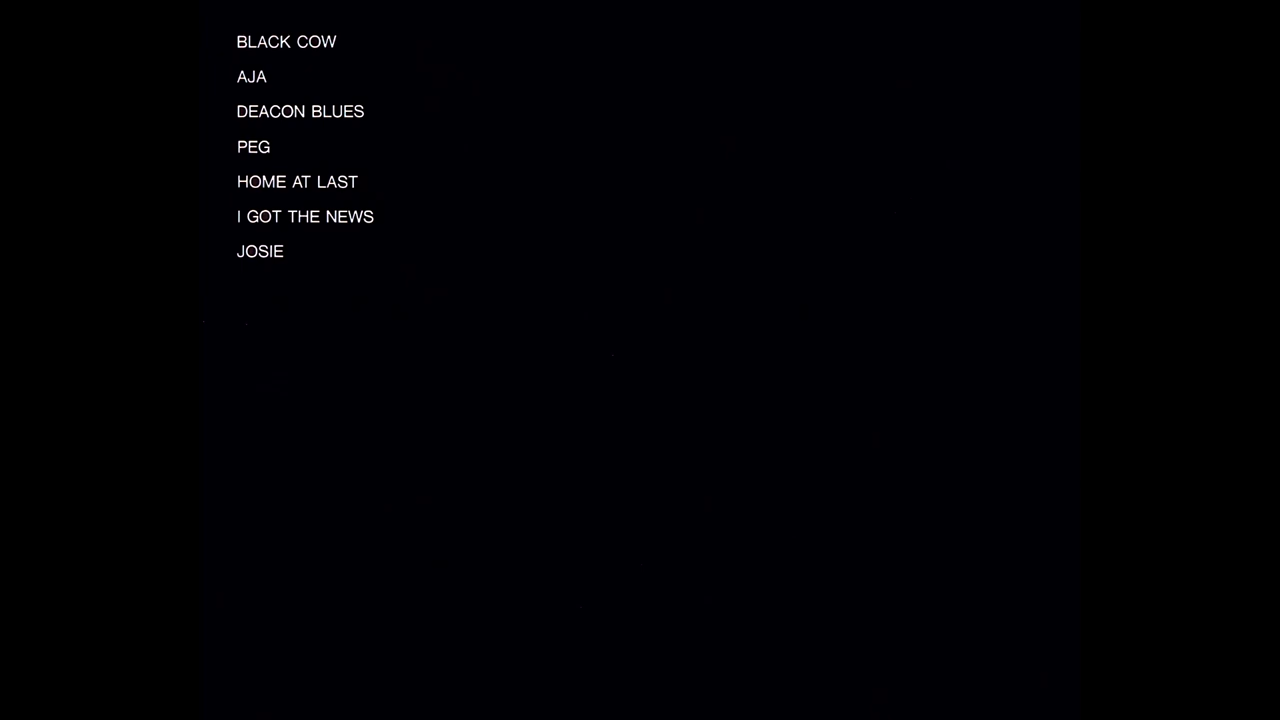 BLACK COW
AJA
DEACON BLUES
PEG
HOME AT LAST
I GOT THE NEWS
JOSIE